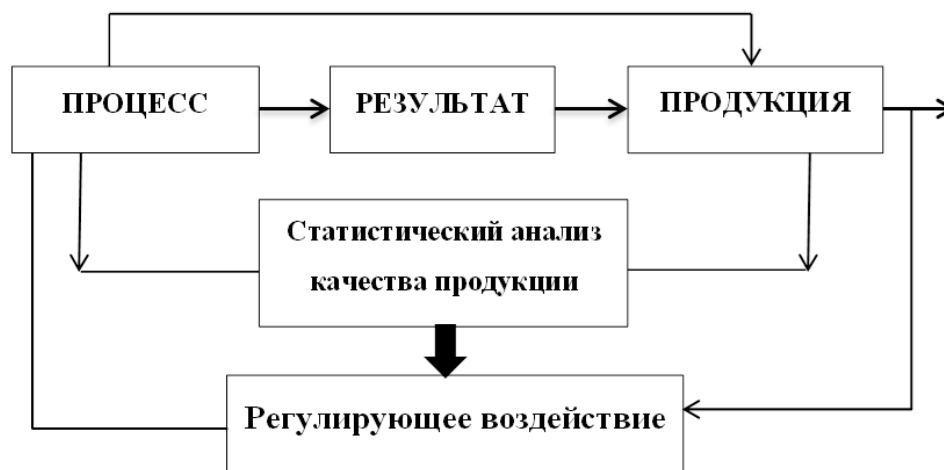 ПРОЦЕСС
РЕЗУЛЬТАТ
ПРОДУКЦИЯ
Статистический анализ
качества продукции
Регулирующее воздействие